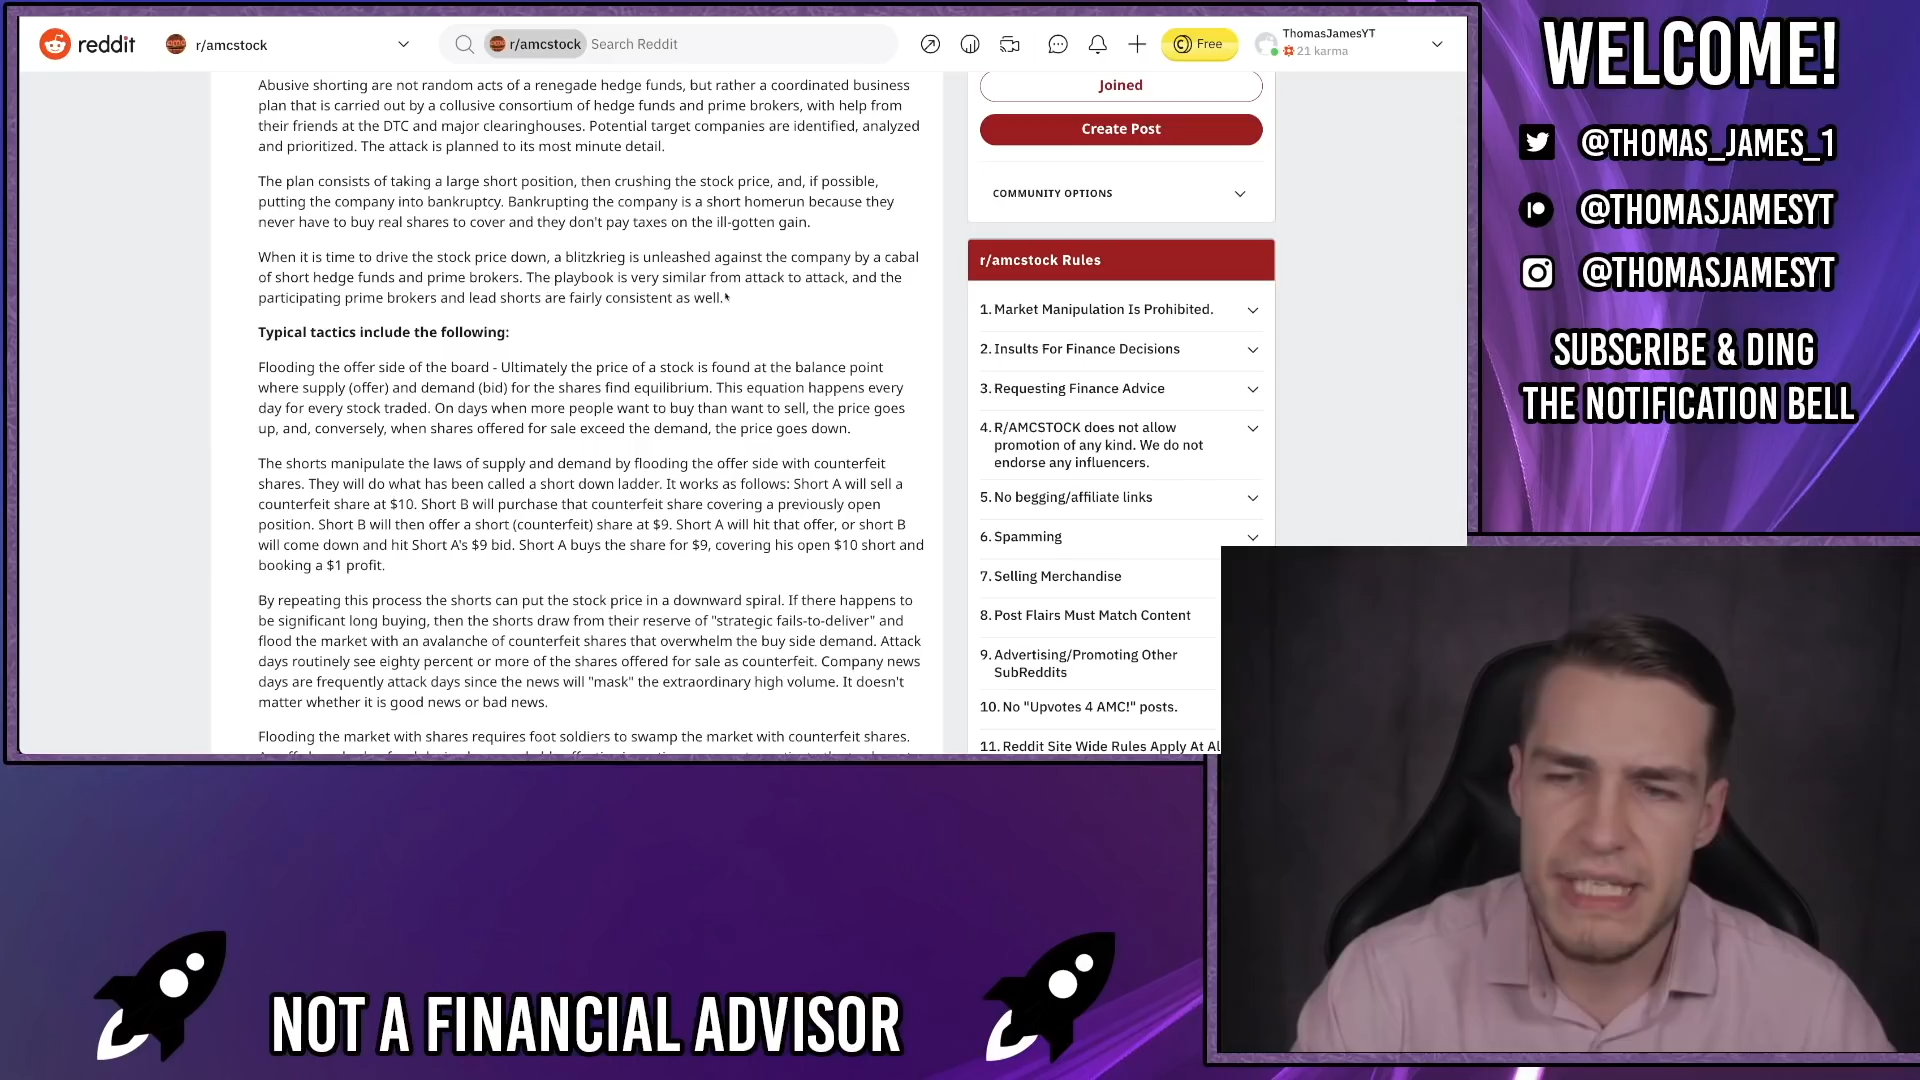 reddit
r/amcstock
r/amcstock Search Reddit
Free
ThomasJamesYT
21 karma
Abusive shorting are not random acts of a renegade hedge funds, but rather a coordinated business
plan that is carried out by a collusive consortium of hedge funds and prime brokers, with help from
their friends at the DTC and major clearinghouses. Potential target companies are identified, analyzed
and prioritized. The attack is planned to its most minute detail.
The plan consists of taking a large short position, then crushing the stock price, and, if possible,
putting the company into bankruptcy. Bankrupting the company is a short homerun because they
never have to buy real shares to cover and they don't pay taxes on the ill-gotten gain.
When it is time to drive the stock price down, a blitzkrieg is unleashed against the company by a cabal
of short hedge funds and prime brokers. The playbook is very similar from attack to attack, and the
participating prime brokers and lead shorts are fairly consistent as well.
Typical tactics include the following:
Flooding the offer side of the board - Ultimately the price of a stock is found at the balance point
where supply (offer) and demand (bid) for the shares find equilibrium. This equation happens every
day for every stock traded. On days when more people want to buy than want to sell, the price goes
up, and, conversely, when shares offered for sale exceed the demand, the price goes down.
The shorts manipulate the laws of supply and demand by flooding the offer side with counterfeit
shares. They will do what has been called a short down ladder. It works as follows: Short A will sell a
counterfeit share at $10. Short B will purchase that counterfeit share covering a previously open
position. Short B will then offer a short (counterfeit) share at $9. Short A will hit that offer, or short B
will come down and hit Short A's $9 bid. Short A buys the share for $9, covering his open $10 short and
booking a $1 profit.
By repeating this process the shorts can put the stock price in a downward spiral. If there happens to
be significant long buying, then the shorts draw from their reserve of "strategic fails-to-deliver" and
flood the market with an avalanche of counterfeit shares that overwhelm the buy side demand. Attack
days routinely see eighty percent or more of the shares offered for sale as counterfeit. Company news
days are frequently attack days since the news will "mask" the extraordinary high volume. It doesn't
matter whether it is good news or bad news.
Flooding the market with shares requires foot soldiers to swamp the market with counterfeit shares.
Joined
Create Post
COMMUNITY OPTIONS
r/amcstock Rules
1. Market Manipulation Is Prohibited.
2. Insults For Finance Decisions
3. Requesting Finance Advice
4. R/AMCSTOCK does not allow
promotion of any kind. We do not
endorse any influencers.
5. No begging/affiliate links
6. Spamming
7. Selling Merchandise
8. Post Flairs Must Match Content
9. Advertising/Promoting Other
SubReddits
10. No "Upvotes 4 AMC!" posts.
11. Reddit Site Wide Rules Apply At Al
WELCOME!
@THOMAS_JAMES_1
@THOMASJAMESYT
@THOMASJAMESYT
SUBSCRIBE & DING
THE NOTIFICATION BELL
NOT A FINANCIAL ADVISOR